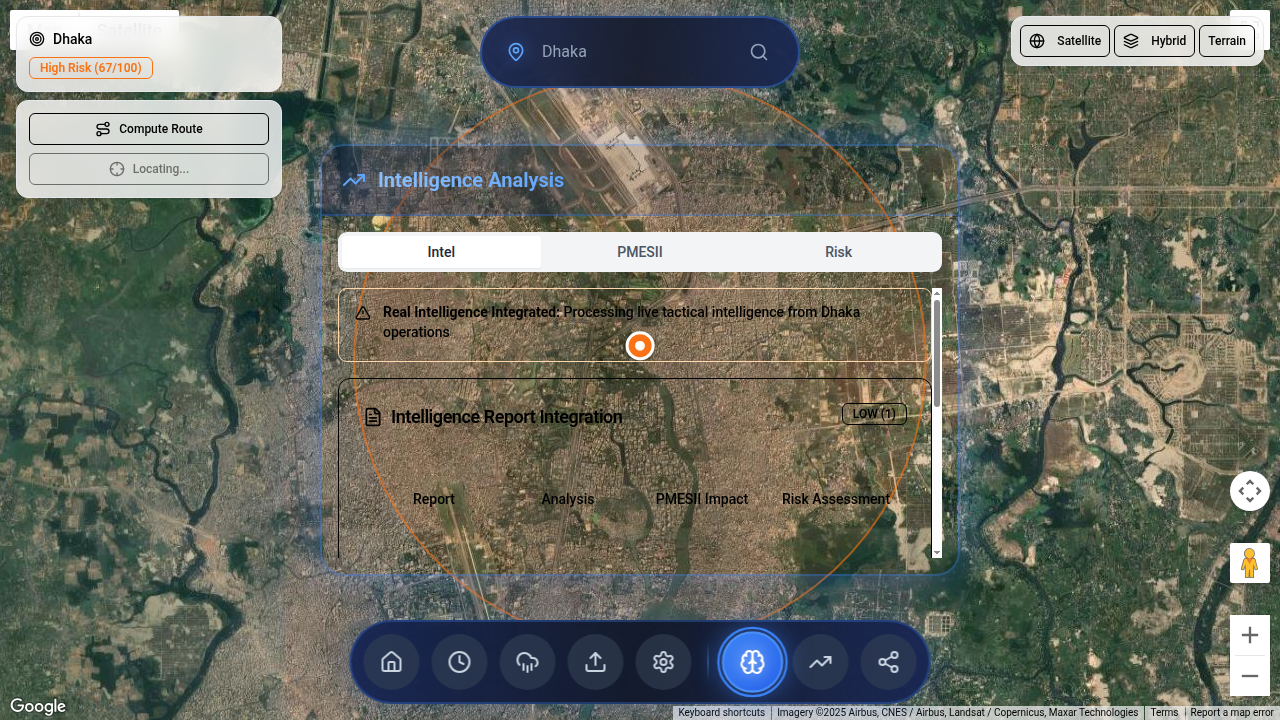 Dhaka
High Risk (67/100)
Compute Route
Locating...
Dhaka
Satellite
Hybrid
Terrain
Intelligence Analysis
Intel
PMESII
Risk
Real Intelligence Integrated: Processing live tactical intelligence from Dhaka
operations
Intelligence Report Integration
LOW (1)
Report
Analysis
PMESII Impact
Risk Assessment
Google
Keyboard shortcuts
Imagery ©2025 Airbus, CNES / Airbus, Landsat / Copernicus, Maxar Technologies
Terms
Report a map error